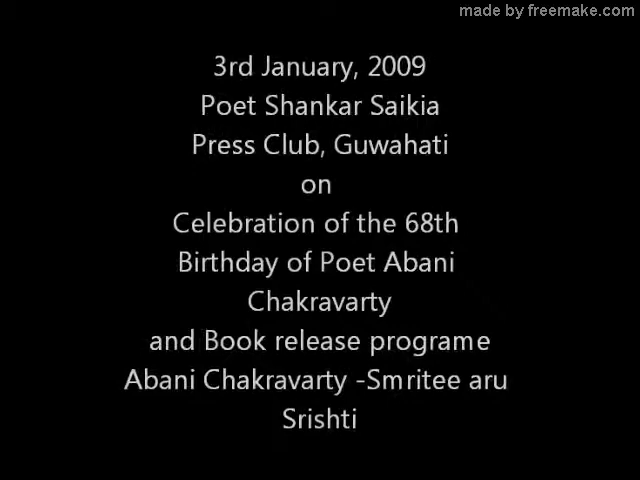 made by freemake.com
3rd January, 2009
Poet Shankar Saikia
Press Club, Guwahati
on
Celebration of the 68th
Birthday of Poet Abani
Chakravarty
and Book release programe
Abani Chakravarty -Smritee aru
Srishti